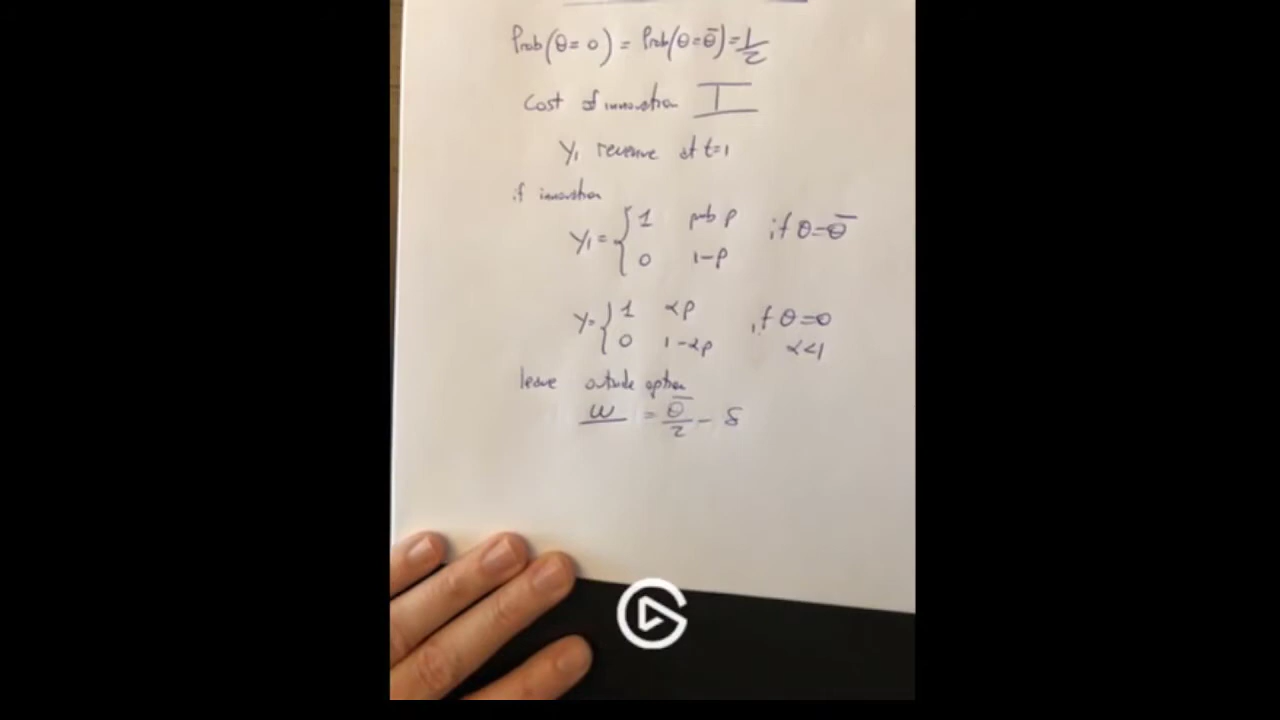 Prob(θ=0) = Prob(θ=θ̄)=1/2
Cost of innovation I
y₁ revenue at t=1
if innovation
y₁= { 1 prob p if θ=θ̄
0 1-p
y= { 1 αp if θ=0
0 1-αp α<1
leave outside option
w = θ̄/2 - δ